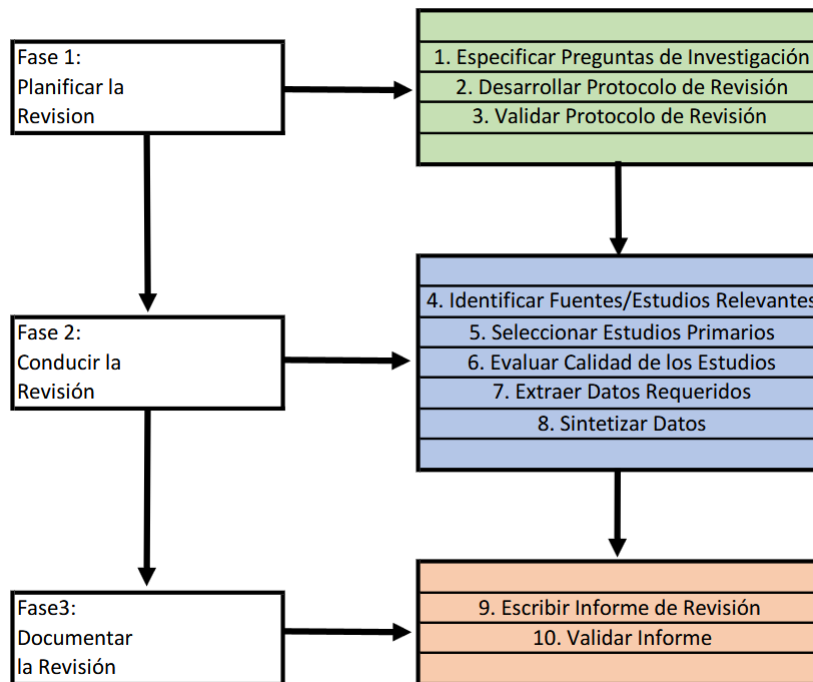 Fase 1:
Planificar la
Revision
1. Especificar Preguntas de Investigación
2. Desarrollar Protocolo de Revisión
3. Validar Protocolo de Revisión
Fase 2:
Conducir la
Revisión
4. Identificar Fuentes/Estudios Relevantes
5. Seleccionar Estudios Primarios
6. Evaluar Calidad de los Estudios
7. Extraer Datos Requeridos
8. Sintetizar Datos
Fase3:
Documentar
la Revisión
9. Escribir Informe de Revisión
10. Validar Informe